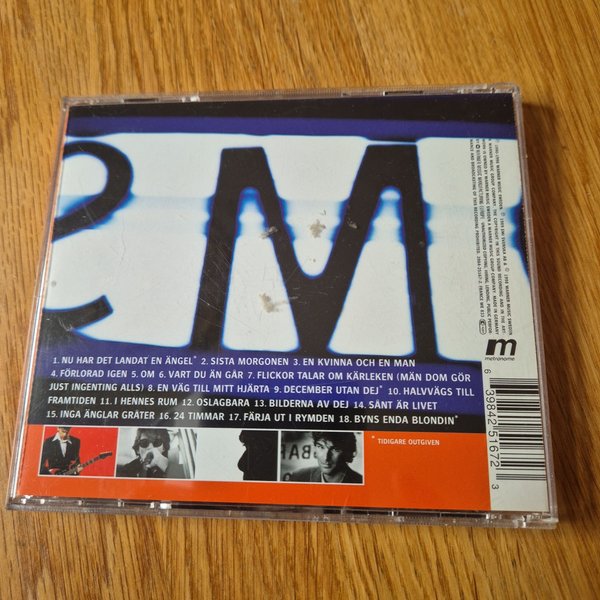 2 M
1. NU HAR DET LANDAT EN ÄNGEL* 2. SISTA MORGONEN 3. EN KVINNA OCH EN MAN
4. FÖRLORAD IGEN 5. OM 6. VART DU ÄN GÅR 7. FLICKOR TALAR OM KÄRLEKEN (MÄN DOM GÖR
JUST INGENTING ALLS) 8. EN VÄG TILL MITT HJÄRTA 9. DECEMBER UTAN DEJ* 10. HALVVÄGS TILL
FRAMTIDEN 11. I HENNES RUM 12. OSLAGBARA 13. BILDERNA AV DEJ 14. SÅNT ÄR LIVET
15. INGA ÄNGLAR GRÅTER 16. 24 TIMMAR 17. FÄRJA UT I RYMDEN 18. BYNS ENDA BLONDIN*
* TIDIGARE OUTGIVEN
BAR
m
metronome
6 39842 51672 3